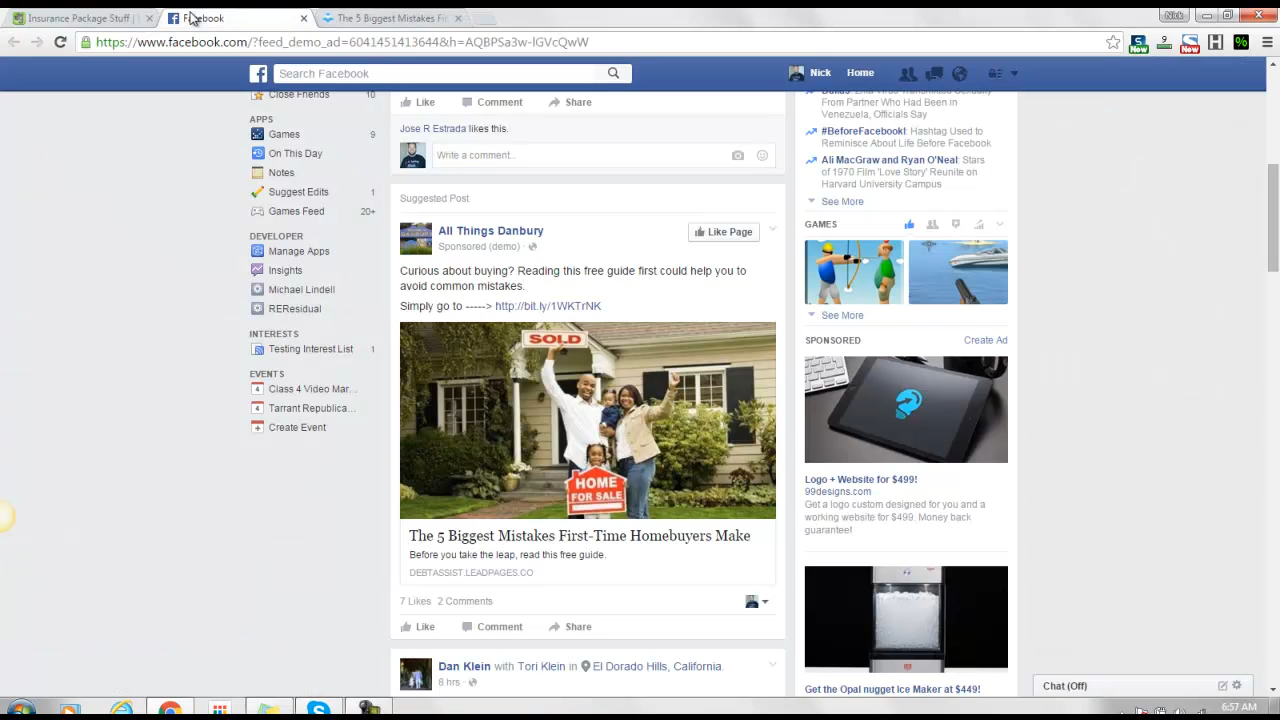 Insurance Package Stuff |
Facebook
The 5 Biggest Mistakes Fi
Nick
https://www.facebook.com/?feed_demo_ad=6041451413644&h=AQBPSa3w-lGVcQwW
New
9
New
H
%
Search Facebook
Nick
Home
Close Friends 10
APPS
Games 9
On This Day
Notes
Suggest Edits 1
Games Feed 20+
DEVELOPER
Manage Apps
Insights
Michael Lindell
REResidual
INTERESTS
Testing Interest List 1
EVENTS
4 Class 4 Video Mar...
4 Tarrant Republica...
Create Event
Like Comment Share
Jose R Estrada likes this.
Write a comment...
Suggested Post
All Things Danbury
Sponsored (demo) ·
Like Page
Curious about buying? Reading this free guide first could help you to
avoid common mistakes.
Simply go to -----> http://bit.ly/1WKTrNK
SOLD
HOME
FOR SALE
The 5 Biggest Mistakes First-Time Homebuyers Make
Before you take the leap, read this free guide.
DEBTASSIST.LEADPAGES.CO
7 Likes 2 Comments
Like Comment Share
Dan Klein with Tori Klein in El Dorado Hills, California.
8 hrs ·
From Partner Who Had Been in
Venezuela, Officials Say
#BeforeFacebookI: Hashtag Used to
Reminisce About Life Before Facebook
Ali MacGraw and Ryan O'Neal: Stars
of 1970 Film 'Love Story' Reunite on
Harvard University Campus
See More
GAMES
See More
SPONSORED
Create Ad
Logo + Website for $499!
99designs.com
Get a logo custom designed for you and a
working website for $499. Money back
guarantee!
Get the Opal nugget Ice Maker at $449!
Chat (Off)
6:57 AM